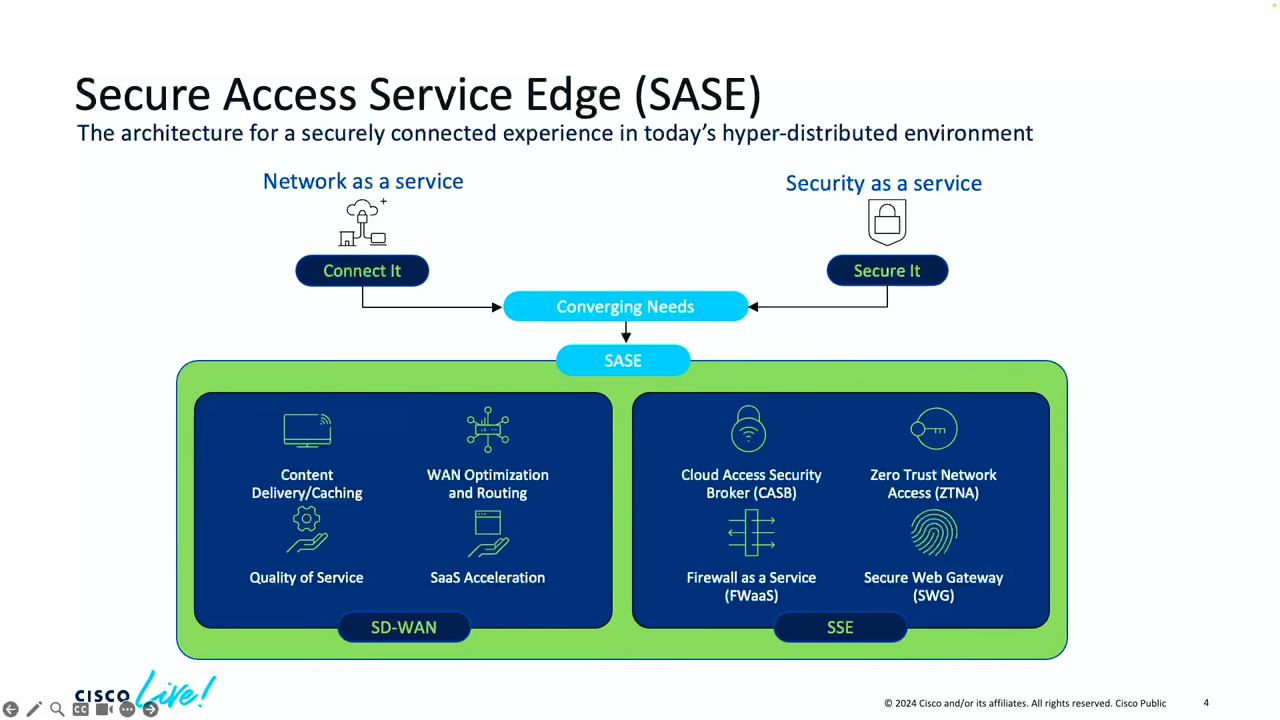 Secure Access Service Edge (SASE)
The architecture for a securely connected experience in today's hyper-distributed environment
Network as a service
Security as a service
Connect It
Secure It
Converging Needs
SASE
Content
Delivery/Caching
WAN Optimization
and Routing
Quality of Service
SaaS Acceleration
SD-WAN
Cloud Access Security
Broker (CASB)
Zero Trust Network
Access (ZTNA)
Firewall as a Service
(FWaaS)
Secure Web Gateway
(SWG)
SSE
CISCO Live!
CC
© 2024 Cisco and/or its affiliates. All rights reserved. Cisco Public
4